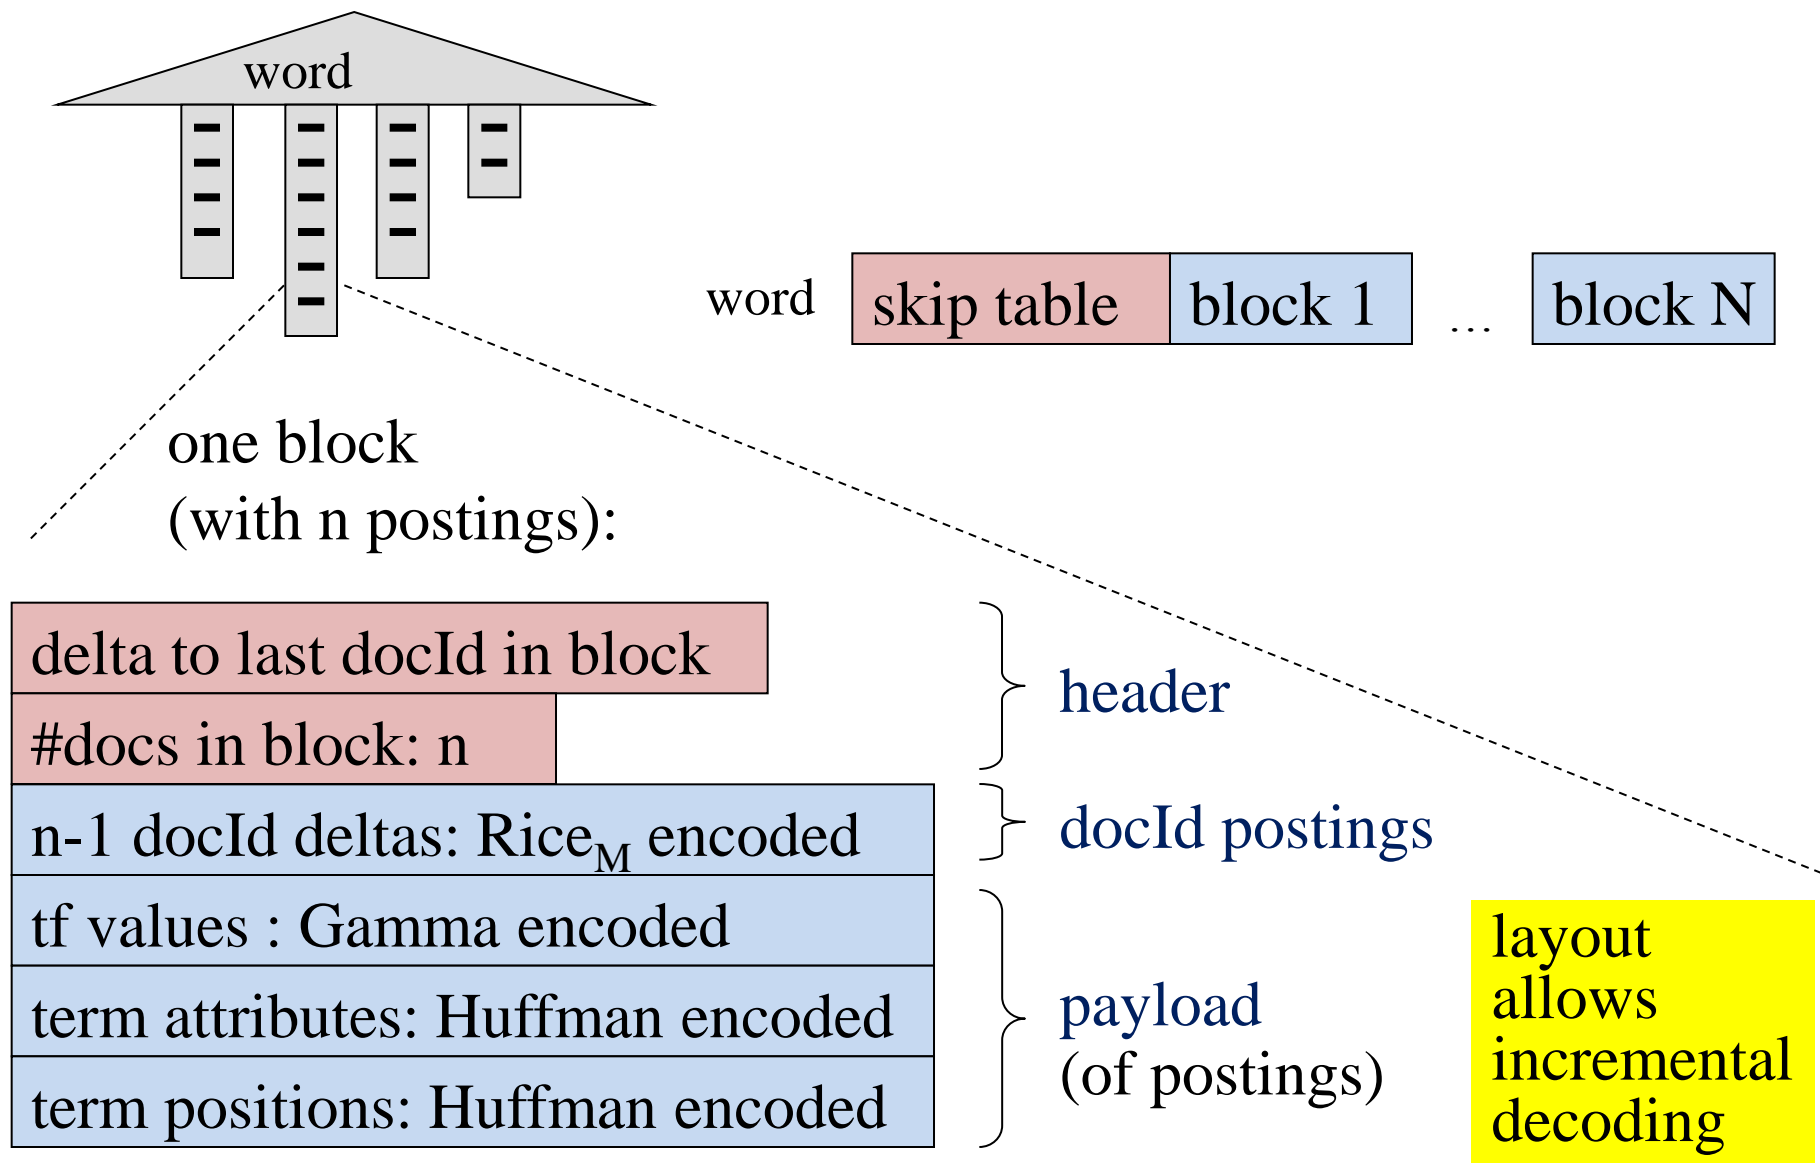 word
word
skip table
block 1
...
block N
one block
(with n postings):
delta to last docId in block
#docs in block: n
header
n-1 docId deltas: Rice_M encoded
docId postings
tf values : Gamma encoded
term attributes: Huffman encoded
term positions: Huffman encoded
payload
(of postings)
layout
allows
incremental
decoding